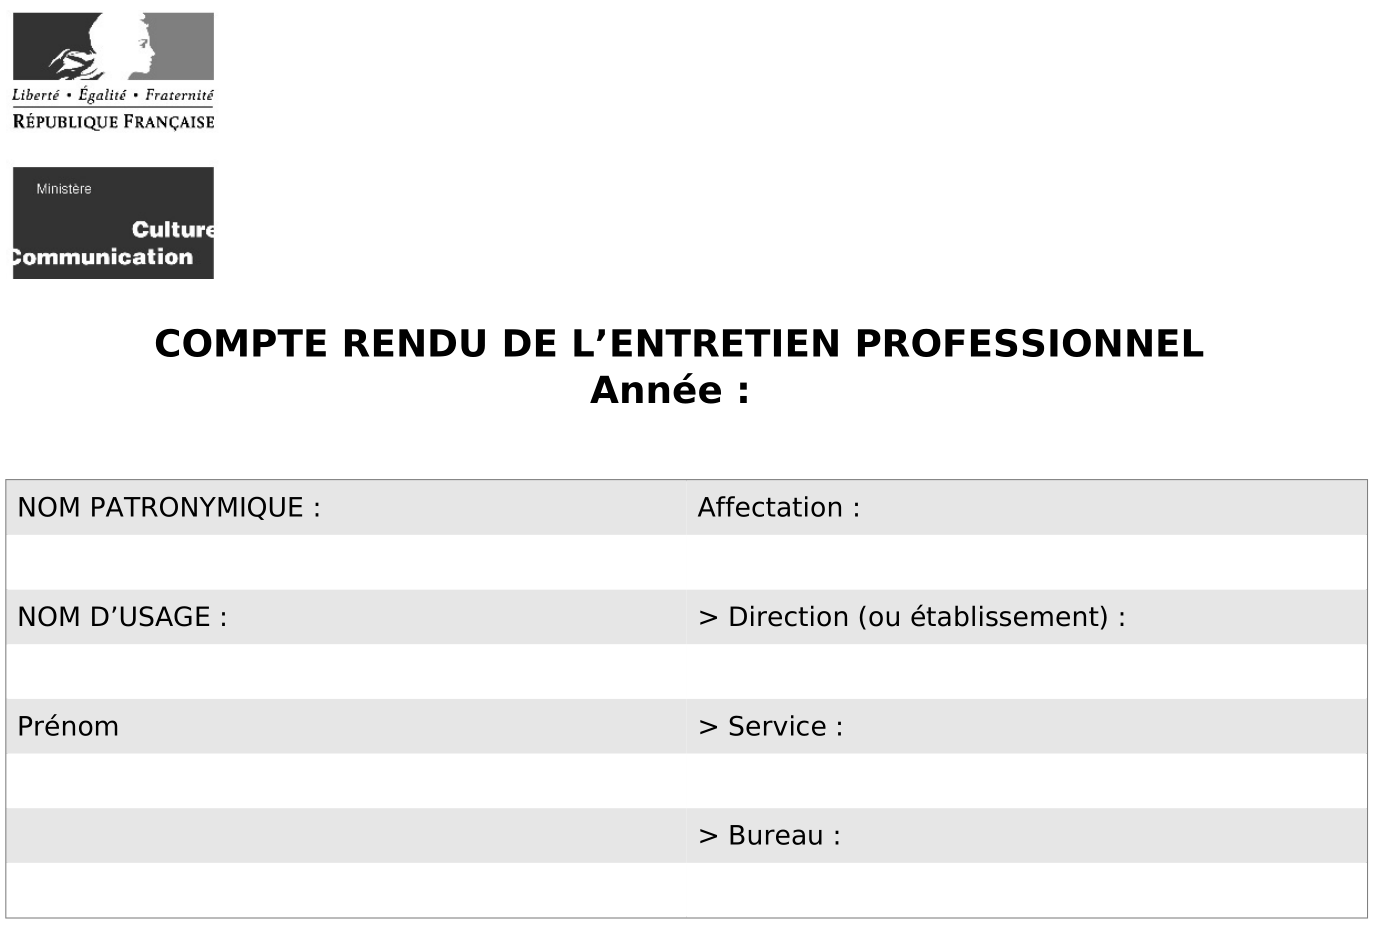 Liberté • Égalité • Fraternité
RÉPUBLIQUE FRANÇAISE
Ministère
Culture
Communication
COMPTE RENDU DE L’ENTRETIEN PROFESSIONNEL
Année :
NOM PATRONYMIQUE :
Affectation :
NOM D’USAGE :
> Direction (ou établissement) :
Prénom
> Service :
> Bureau :